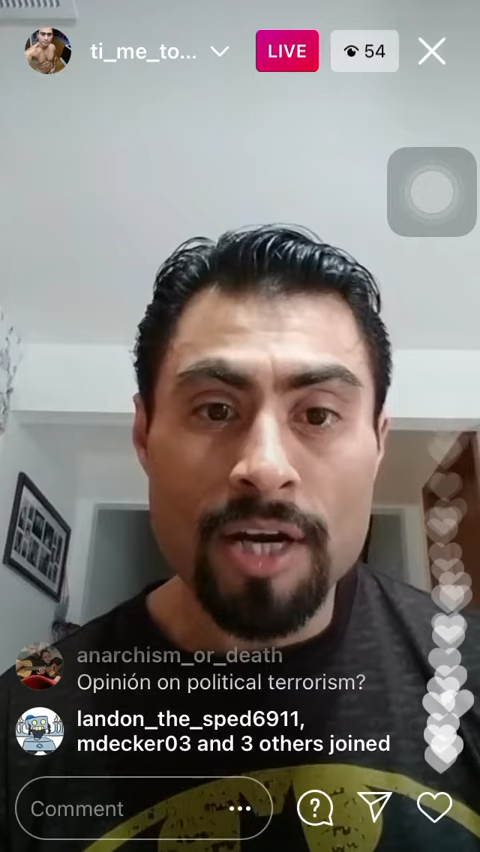 ti_me_to...
LIVE
54
anarchism_or_death
Opinión on political terrorism?
landon_the_sped6911,
mdecker03 and 3 others joined
Comment